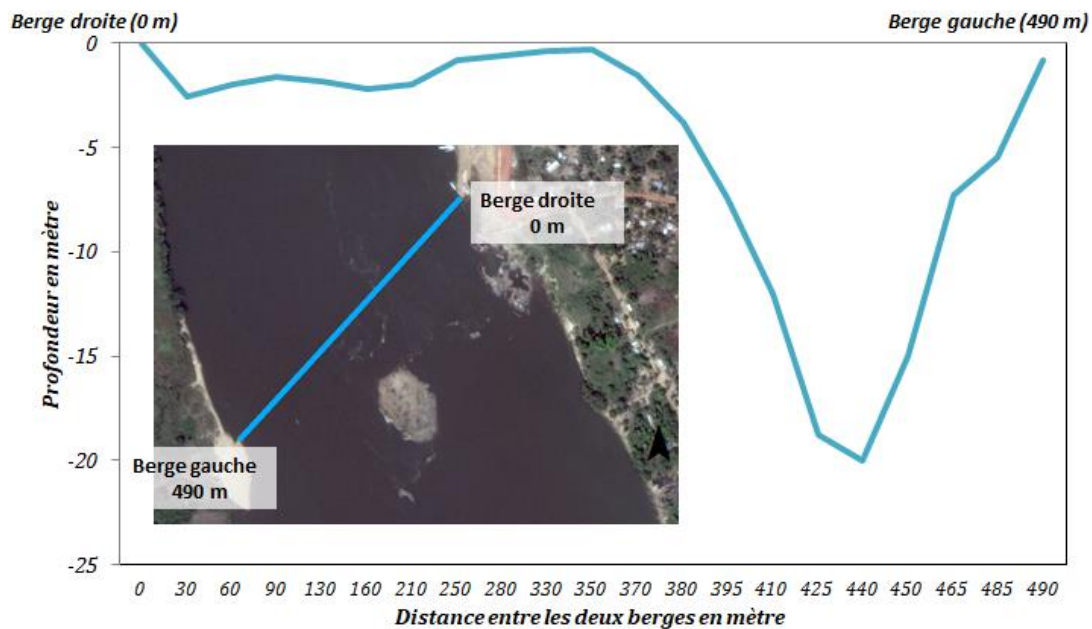 Berge droite (0 m)
Berge gauche (490 m)
0
-5
-10
-15
-20
-25
Profondeur en mètre
Berge droite
0 m
Berge gauche
490 m
0 30 60 90 130 160 210 250 280 330 350 370 380 395 410 425 440 450 465 485 490
Distance entre les deux berges en mètre